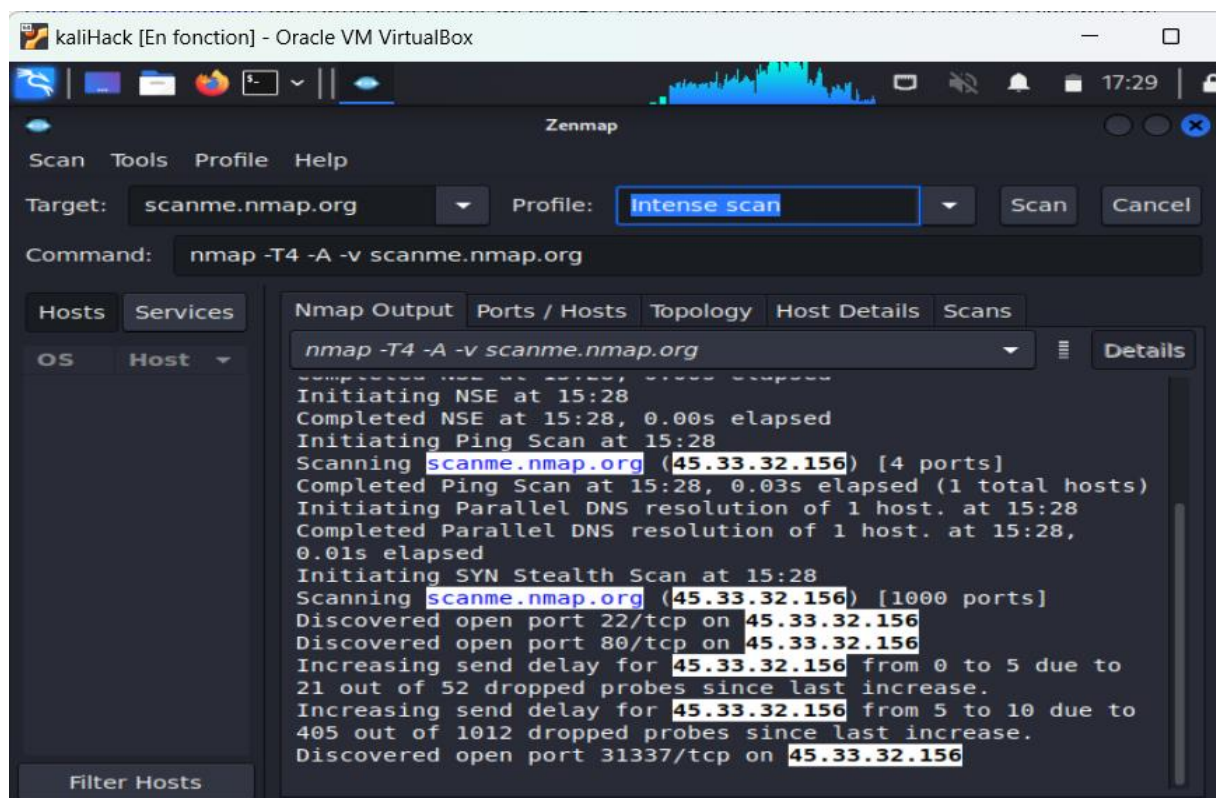 kaliHack [En fonction] - Oracle VM VirtualBox
17:29
Zenmap
Scan Tools Profile Help
Target: scanme.nmap.org Profile: Intense scan Scan Cancel
Command: nmap -T4 -A -v scanme.nmap.org
Hosts Services Nmap Output Ports / Hosts Topology Host Details Scans
OS Host nmap -T4 -A -v scanme.nmap.org Details
Initiating NSE at 15:28
Completed NSE at 15:28, 0.00s elapsed
Initiating Ping Scan at 15:28
Scanning scanme.nmap.org (45.33.32.156) [4 ports]
Completed Ping Scan at 15:28, 0.03s elapsed (1 total hosts)
Initiating Parallel DNS resolution of 1 host. at 15:28
Completed Parallel DNS resolution of 1 host. at 15:28,
0.01s elapsed
Initiating SYN Stealth Scan at 15:28
Scanning scanme.nmap.org (45.33.32.156) [1000 ports]
Discovered open port 22/tcp on 45.33.32.156
Discovered open port 80/tcp on 45.33.32.156
Increasing send delay for 45.33.32.156 from 0 to 5 due to
21 out of 52 dropped probes since last increase.
Increasing send delay for 45.33.32.156 from 5 to 10 due to
405 out of 1012 dropped probes since last increase.
Discovered open port 31337/tcp on 45.33.32.156
Filter Hosts